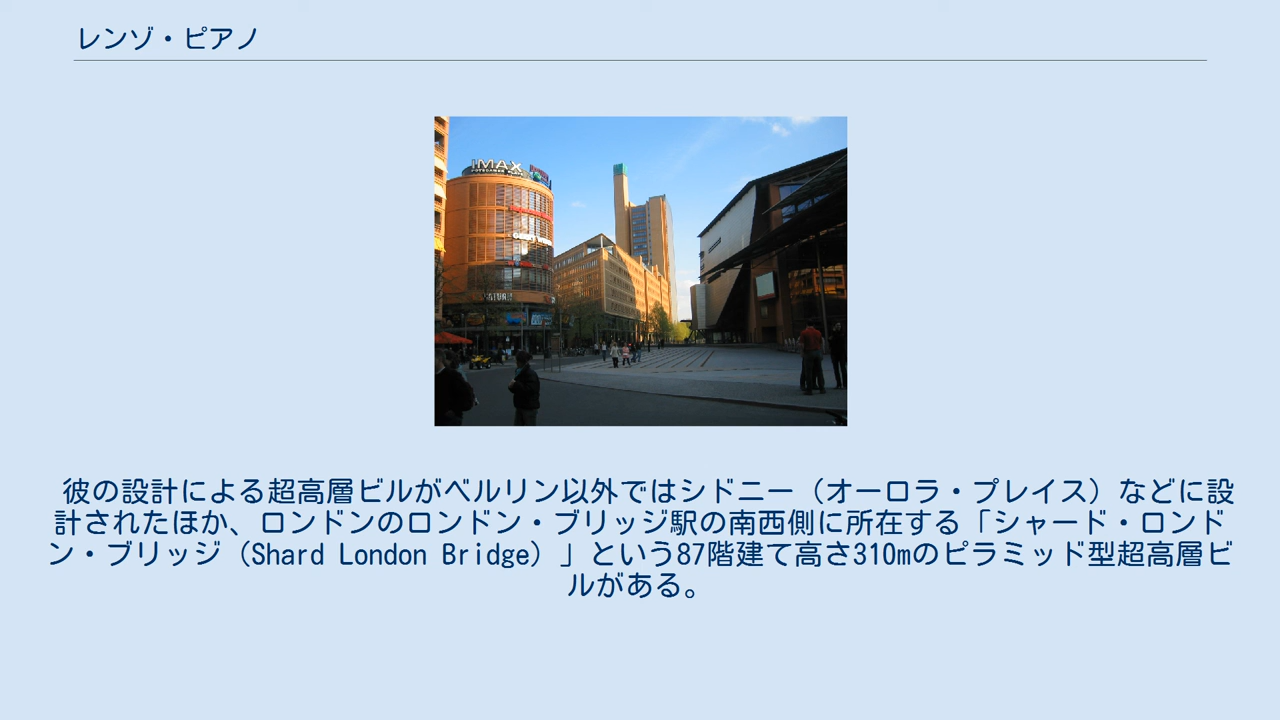 レンゾ・ピアノ
IMAX
彼の設計による超高層ビルがベルリン以外ではシドニー（オーロラ・プレイス）などに設
計されたほか、ロンドンのロンドン・ブリッジ駅の南西側に所在する「シャード・ロンド
ン・ブリッジ（Shard London Bridge）」という87階建て高さ310mのピラミッド型超高層ビ
ルがある。